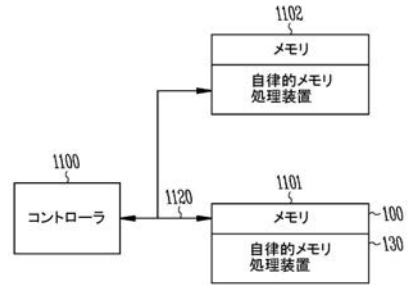 1102
メモリ
自律的メモリ
処理装置
1100
コントローラ
1120
1101
メモリ
100
自律的メモリ
処理装置
130